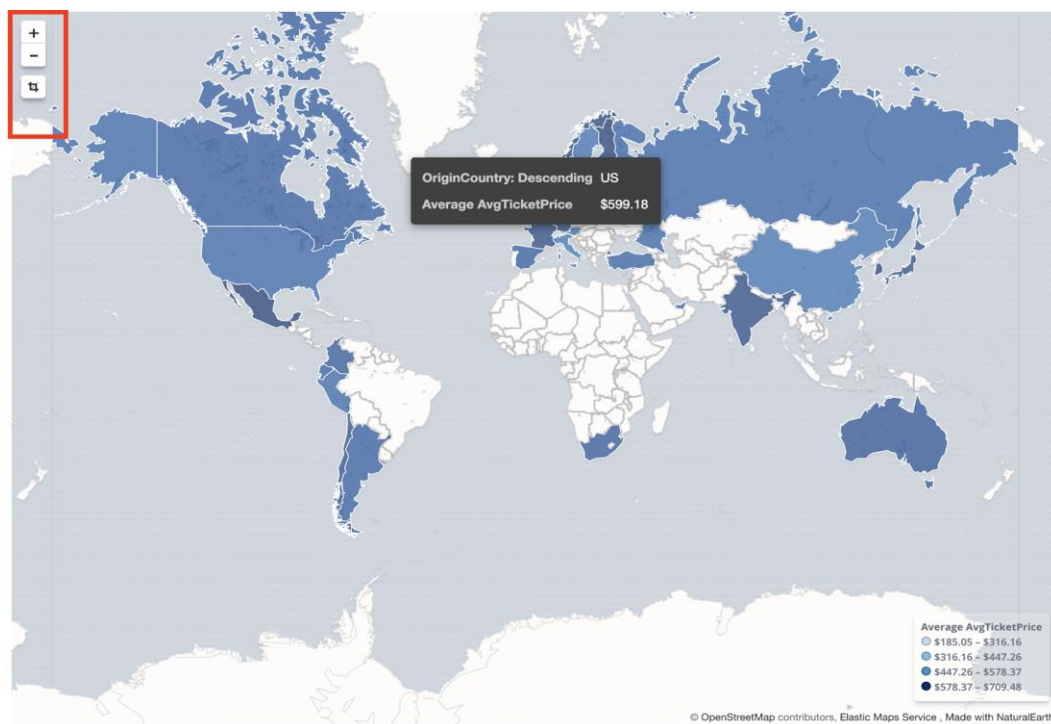 +
−
OriginCountry: Descending US
Average AvgTicketPrice $599.18
Average AvgTicketPrice
$185.05 – $316.16
$316.16 – $447.26
$447.26 – $578.37
$578.37 – $709.48
© OpenStreetMap contributors, Elastic Maps Service , Made with NaturalEarth